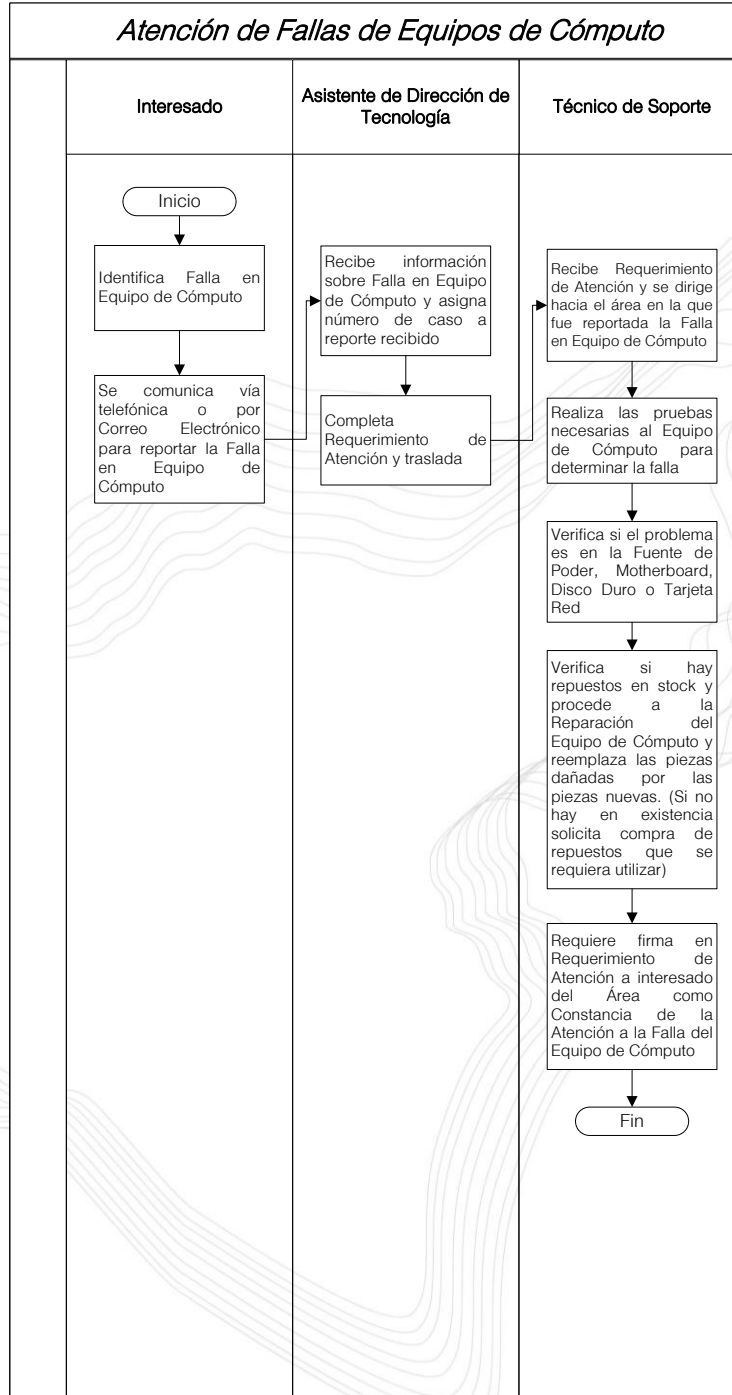 Atención de Fallas de Equipos de Cómputo
Interesado
Asistente de Dirección de
Tecnología
Técnico de Soporte
Inicio
Identifica Falla en
Equipo de Cómputo
Se comunica vía
telefónica o por
Correo Electrónico
para reportar la Falla
en Equipo de
Cómputo
Recibe información
sobre Falla en Equipo
de Cómputo y asigna
número de caso a
reporte recibido
Completa
Requerimiento de
Atención y traslada
Recibe Requerimiento
de Atención y se dirige
hacia el área en la que
fue reportada la Falla
en Equipo de Cómputo
Realiza las pruebas
necesarias al Equipo
de Cómputo para
determinar la falla
Verifica si el problema
es en la Fuente de
Poder, Motherboard,
Disco Duro o Tarjeta
Red
Verifica si hay
repuestos en stock y
procede a la
Reparación del
Equipo de Cómputo y
reemplaza las piezas
dañadas por las
piezas nuevas. (Si no
hay en existencia
solicita compra de
repuestos que se
requiera utilizar)
Requiere firma en
Requerimiento de
Atención a interesado
del Área como
Constancia de la
Atención a la Falla del
Equipo de Cómputo
Fin